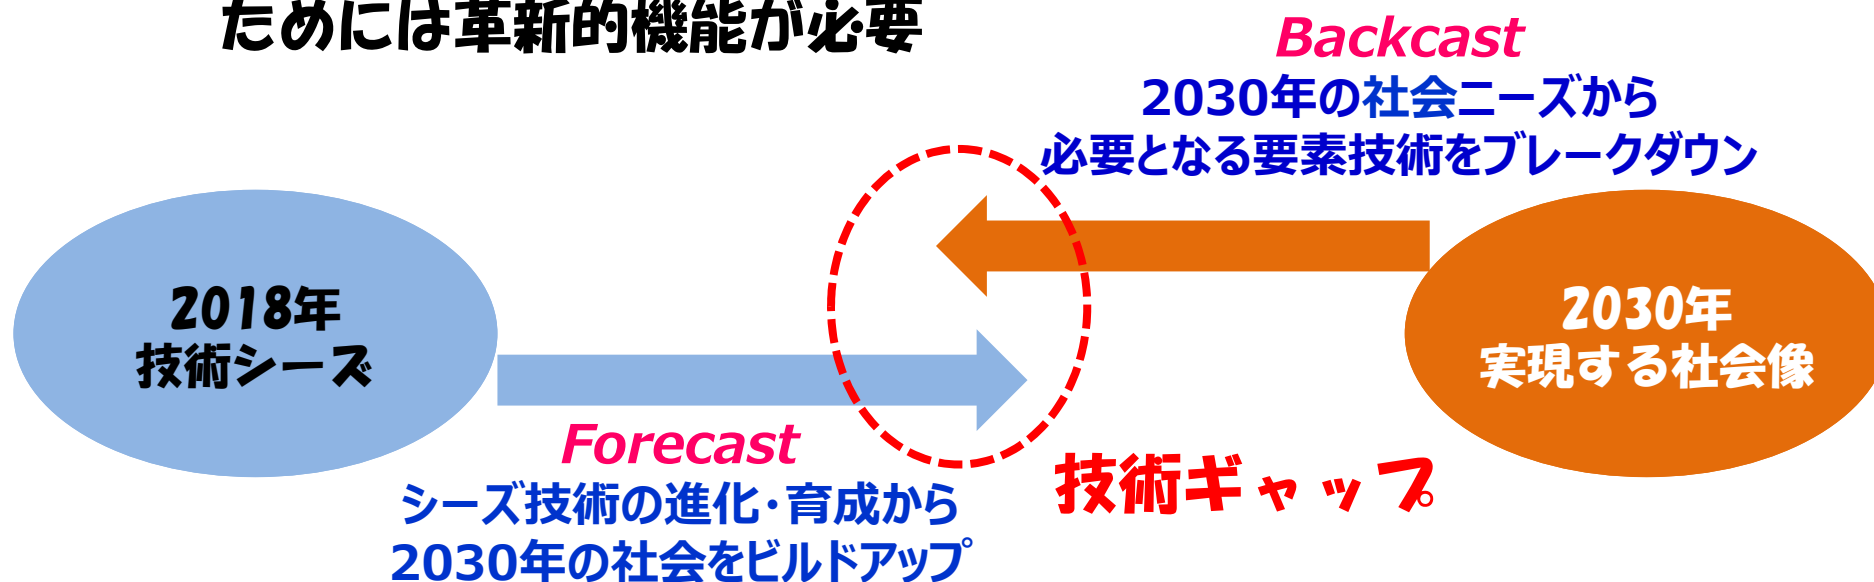 ためには革新的機能が必要
Backcast
2030年の社会ニーズから
必要となる要素技術をブレークダウン
2018年
技術シーズ
2030年
実現する社会像
Forecast
シーズ技術の進化・育成から
2030年の社会をビルドアップ
技術ギャップ